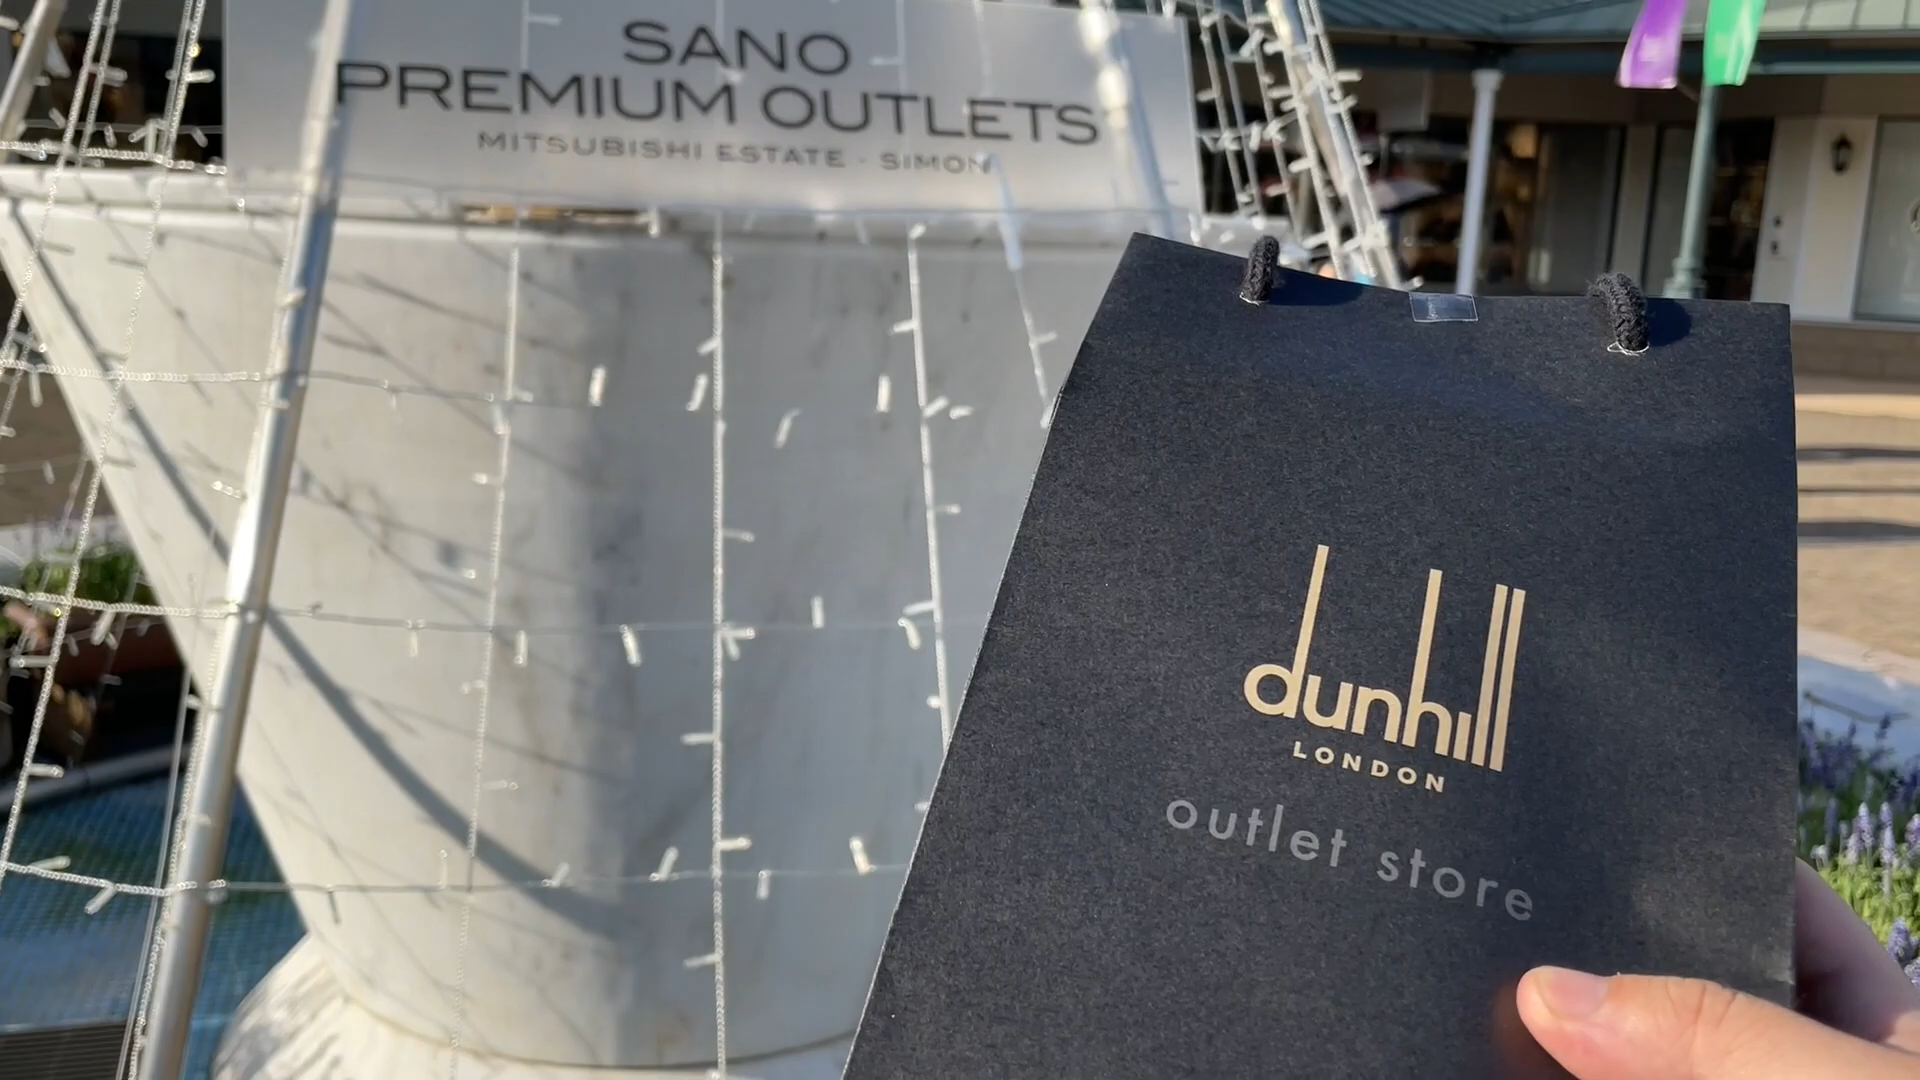 SANO
PREMIUM OUTLETS
MITSUBISHI ESTATE · SIMON
dunhill
LONDON
outlet store